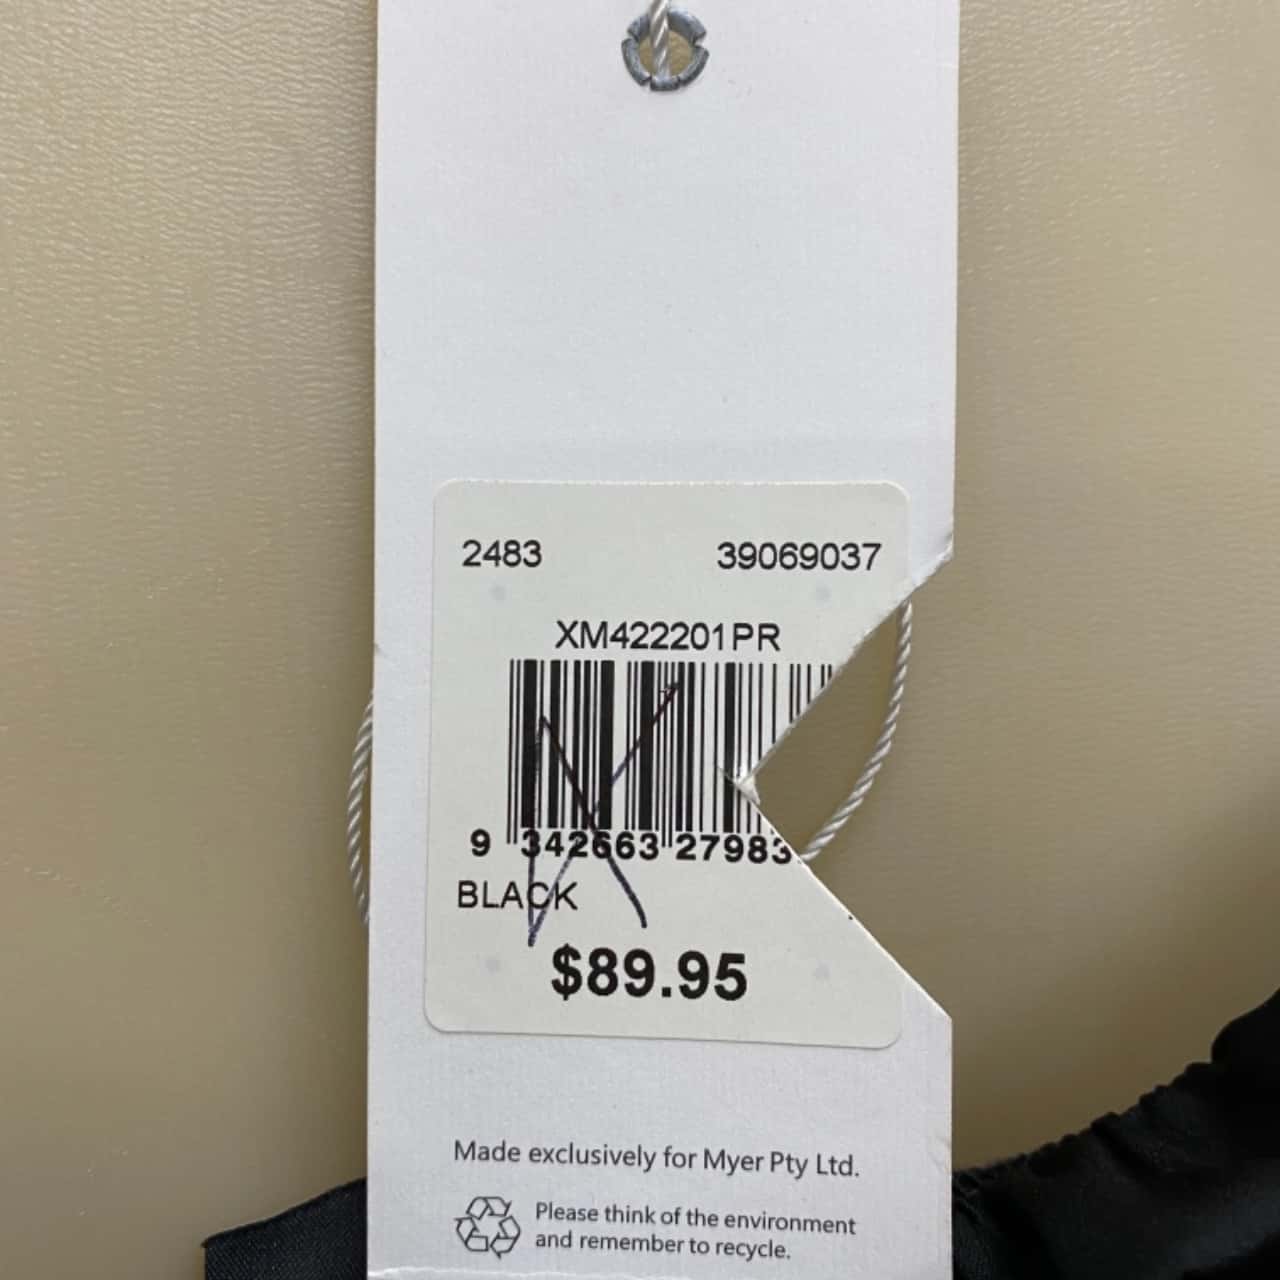 2483 39069037
XM422201PR
9 342663 27983
BLACK
$89.95
Made exclusively for Myer Pty Ltd.
Please think of the environment
and remember to recycle.